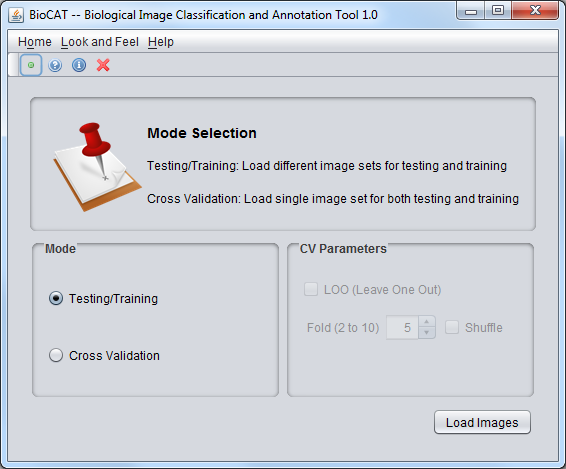 BioCAT -- Biological Image Classification and Annotation Tool 1.0
Home Look and Feel Help
Mode Selection
Testing/Training: Load different image sets for testing and training
Cross Validation: Load single image set for both testing and training
Mode
Testing/Training
Cross Validation
CV Parameters
LOO (Leave One Out)
Fold (2 to 10) 5 Shuffle
Load Images